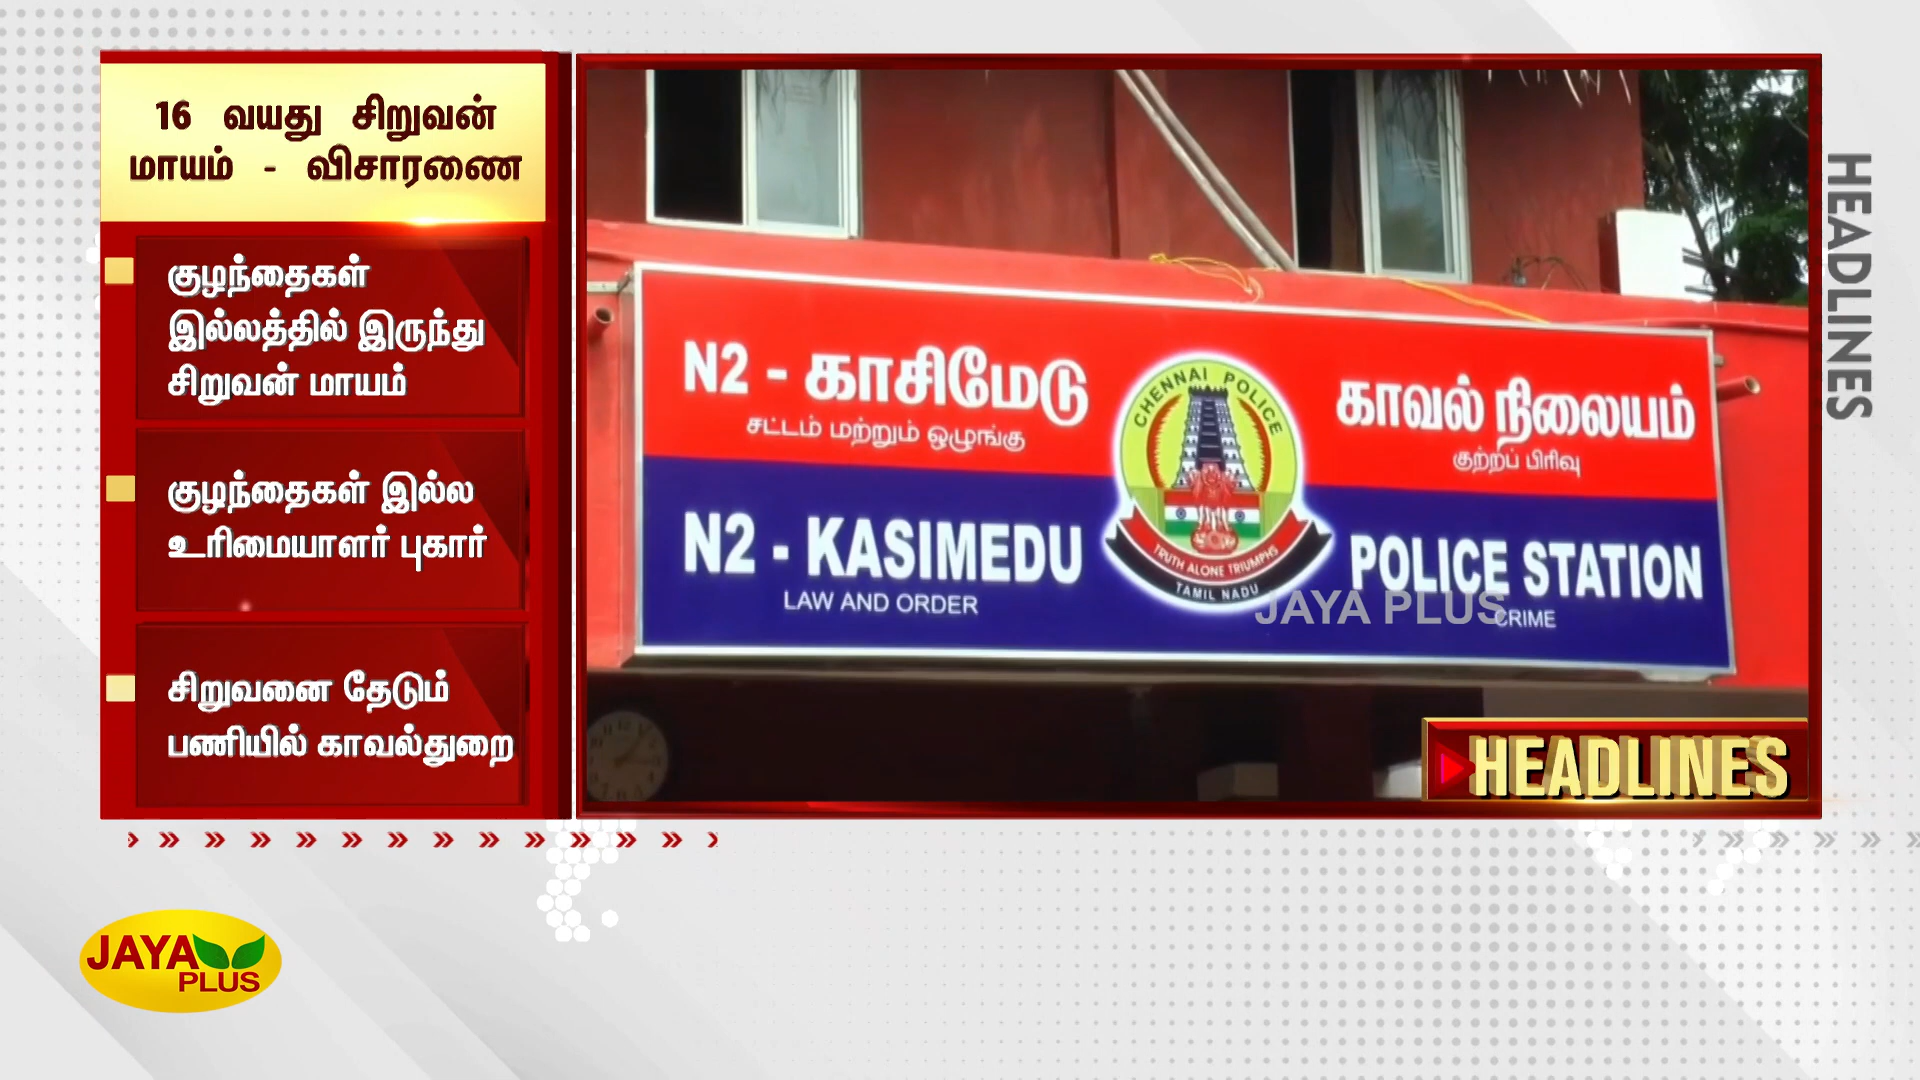 16 வயது சிறுவன்
மாயம் - விசாரணை
குழந்தைகள்
இல்லத்தில் இருந்து
சிறுவன் மாயம்
குழந்தைகள் இல்ல
உரிமையாளர் புகார்
சிறுவனை தேடும்
பணியில் காவல்துறை
N2 - காசிமேடு
சட்டம் மற்றும் ஒழுங்கு
காவல் நிலையம்
குற்றப் பிரிவு
CHENNAI POLICE
TRUTH ALONE TRIUMPHS
TAMIL NADU
N2 - KASIMEDU
LAW AND ORDER
POLICE STATION
CRIME
JAYA PLUS
HEADLINES
HEADLINES
JAYA
PLUS